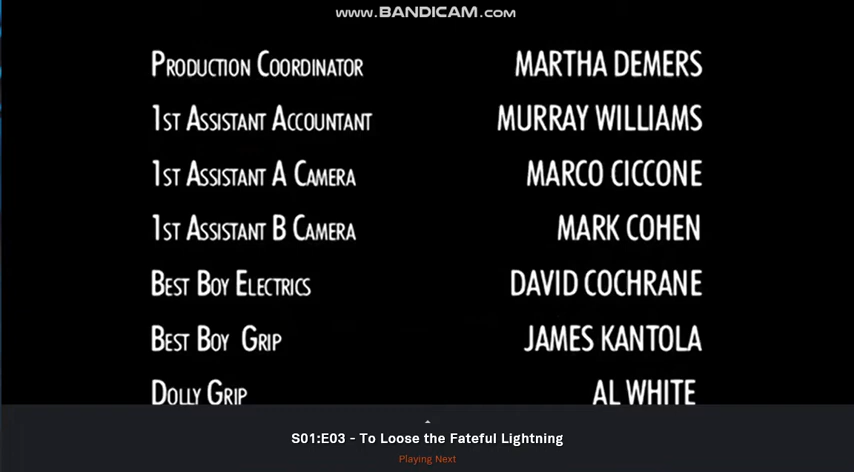 www.BANDICAM.com
PRODUCTION COORDINATOR MARTHA DEMERS
1ST ASSISTANT ACCOUNTANT MURRAY WILLIAMS
1ST ASSISTANT A CAMERA MARCO CICCONE
1ST ASSISTANT B CAMERA MARK COHEN
BEST BOY ELECTRICS DAVID COCHRANE
BEST BOY GRIP JAMES KANTOLA
DOLLY GRIP AL WHITE
S01:E03 - To Loose the Fateful Lightning
Playing Next